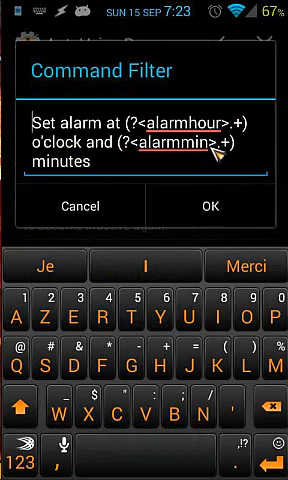 SUN 15 SEP 7:23 67%
Command Filter
Set alarm at (?<alarmhour>.+)
o'clock and (?<alarmmin>.+)
minutes
Cancel OK
Je I Merci
1 2 3 4 5 6 7 8 9 0
A Z E R T Y U I O P
@ # & * - + = ( ) %
Q S D F G H J K L M
_ $ " : ; /
W X C V B N '
,!?
123 , .